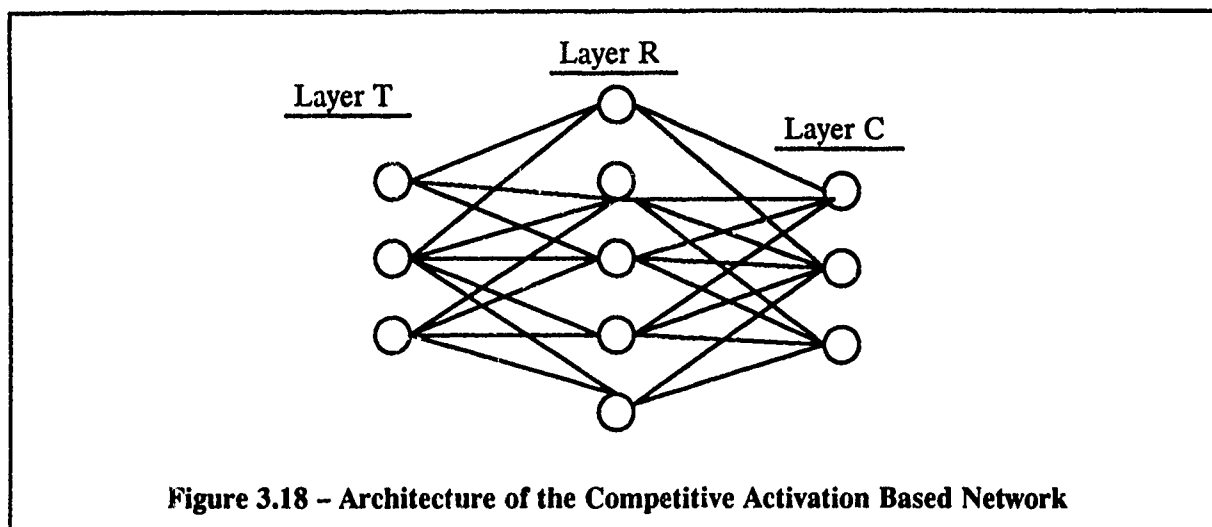 Layer R
Layer T
Layer C
Figure 3.18 – Architecture of the Competitive Activation Based Network